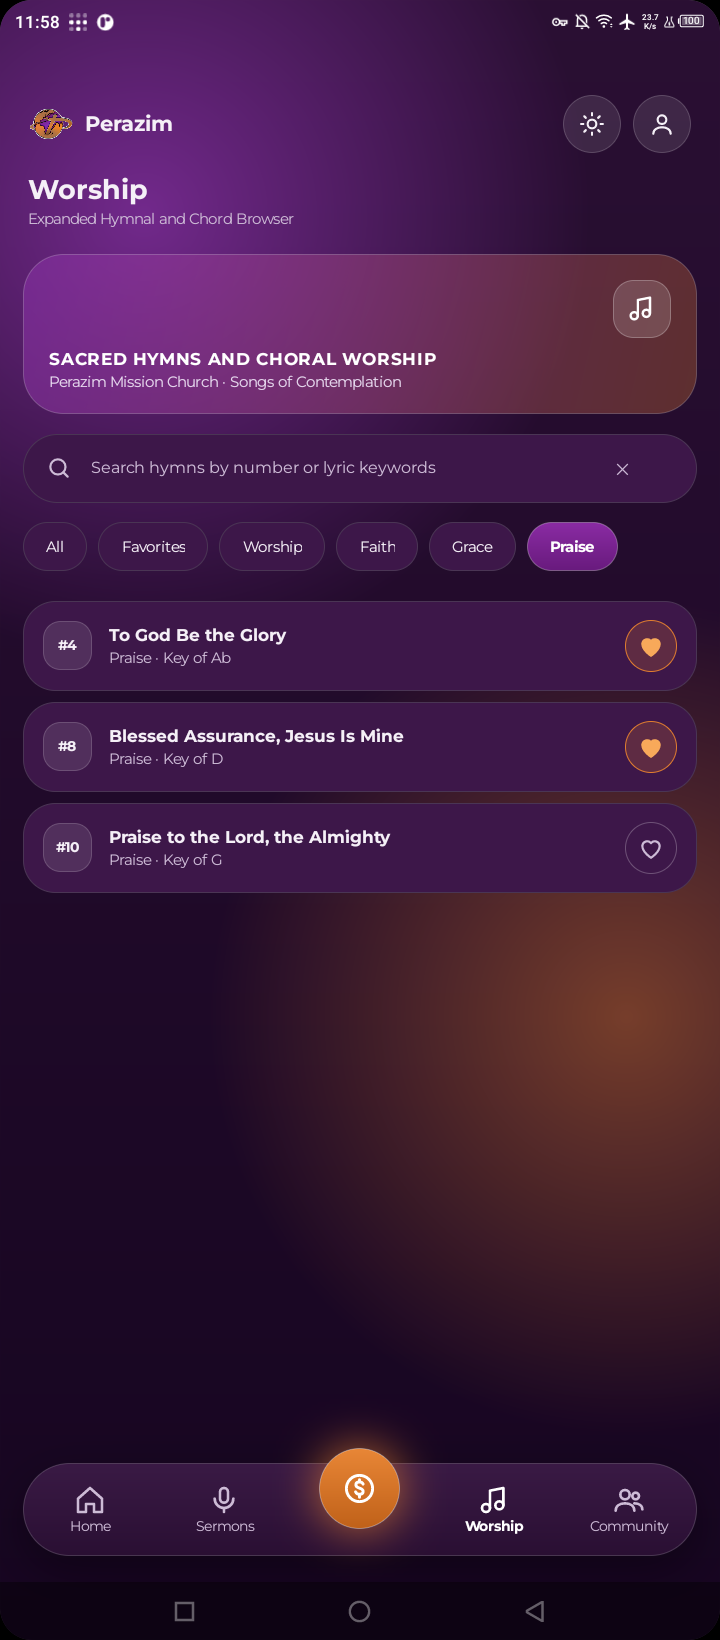 11:58
23.7
K/s
100
Perazim
Worship
Expanded Hymnal and Chord Browser
SACRED HYMNS AND CHORAL WORSHIP
Perazim Mission Church · Songs of Contemplation
Search hymns by number or lyric keywords
All
Favorites
Worship
Faith
Grace
Praise
#4
To God Be the Glory
Praise · Key of Ab
#8
Blessed Assurance, Jesus Is Mine
Praise · Key of D
#10
Praise to the Lord, the Almighty
Praise · Key of G
Home
Sermons
Worship
Community